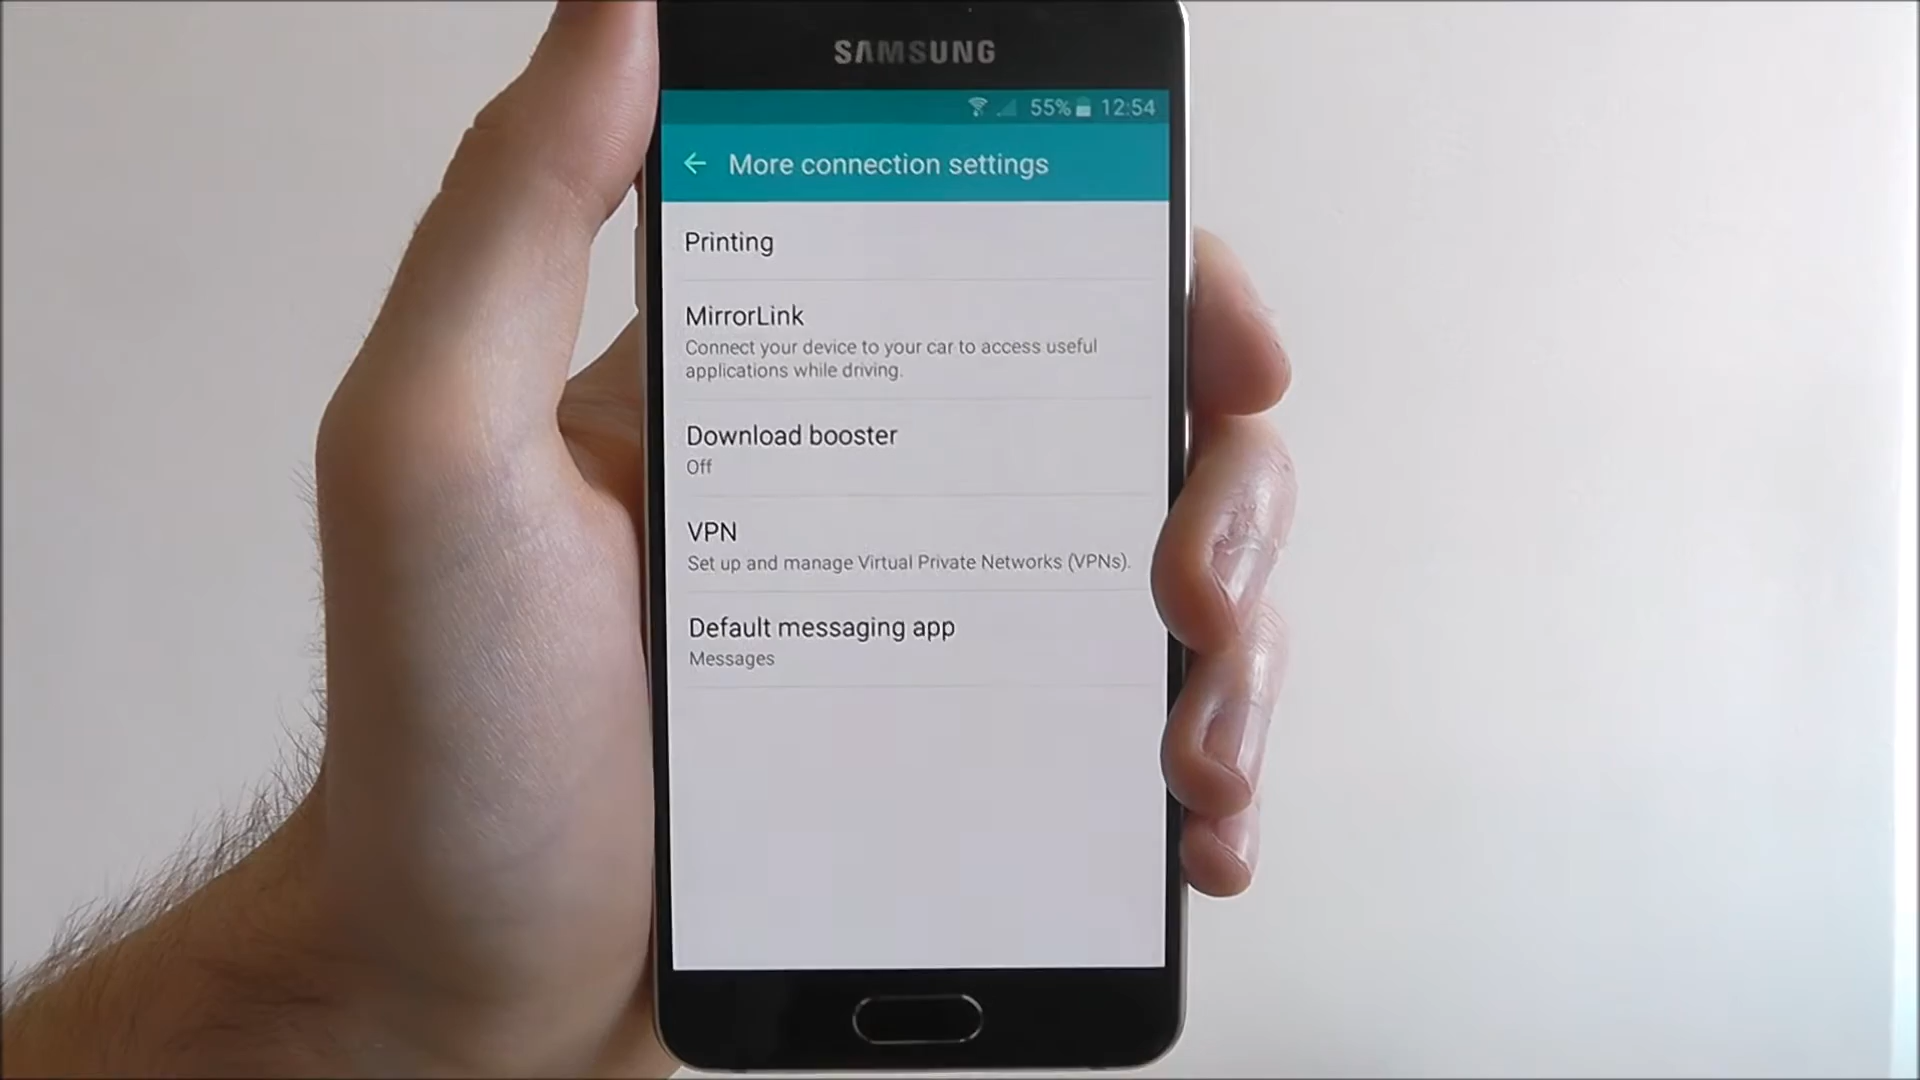 SAMSUNG
55% 12:54
More connection settings
Printing
MirrorLink
Connect your device to your car to access useful
applications while driving.
Download booster
Off
VPN
Set up and manage Virtual Private Networks (VPNs).
Default messaging app
Messages